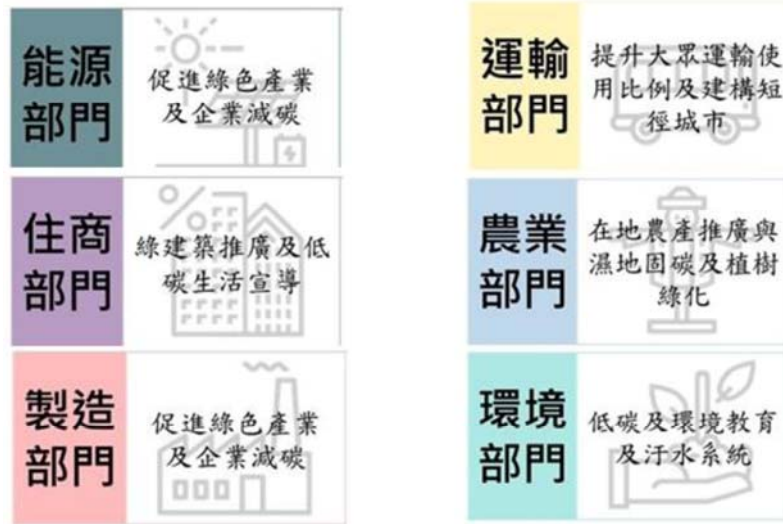 能源
部門
促進綠色產業
及企業減碳
住商
部門
綠建築推廣及低
碳生活宣導
製造
部門
促進綠色產業
及企業減碳
運輸
部門
提升大眾運輸使
用比例及建構短
徑城市
農業
部門
在地農產推廣與
濕地固碳及植樹
綠化
環境
部門
低碳及環境教育
及汙水系統